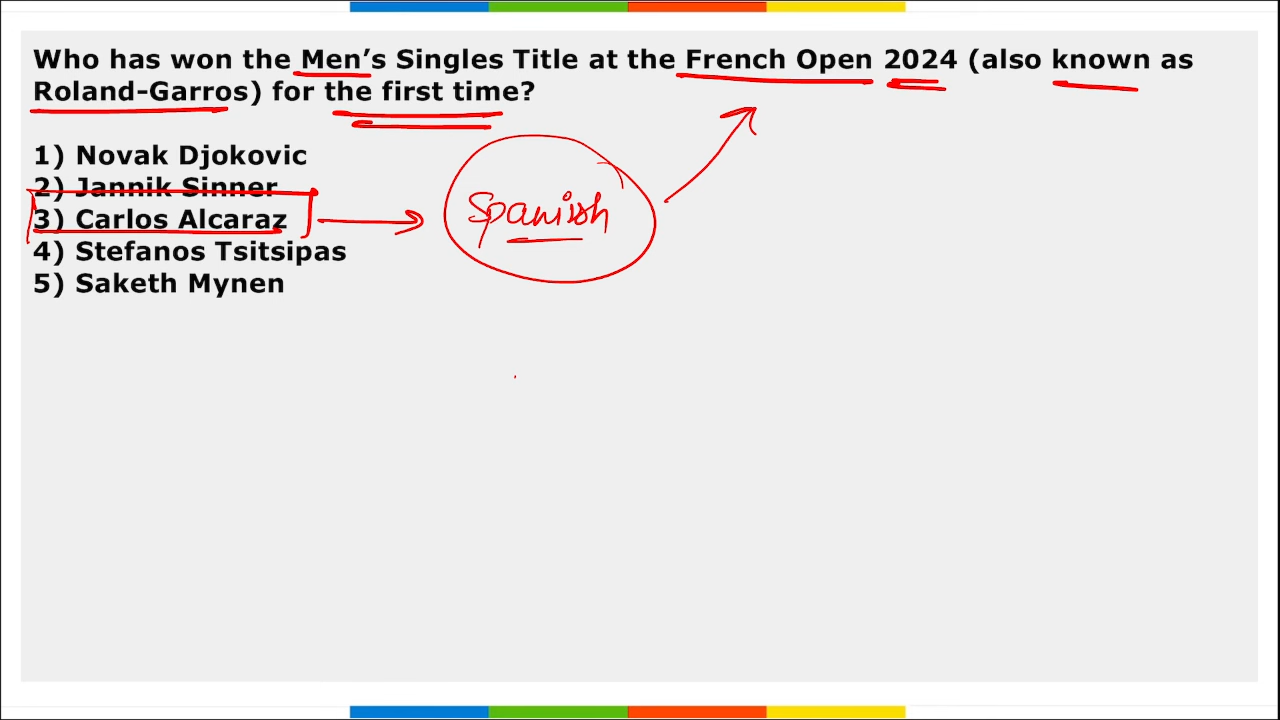 Who has won the Men’s Singles Title at the French Open 2024 (also known as
Roland-Garros) for the first time?
1) Novak Djokovic
2) Jannik Sinner
3) Carlos Alcaraz
4) Stefanos Tsitsipas
5) Saketh Mynen
Spanish